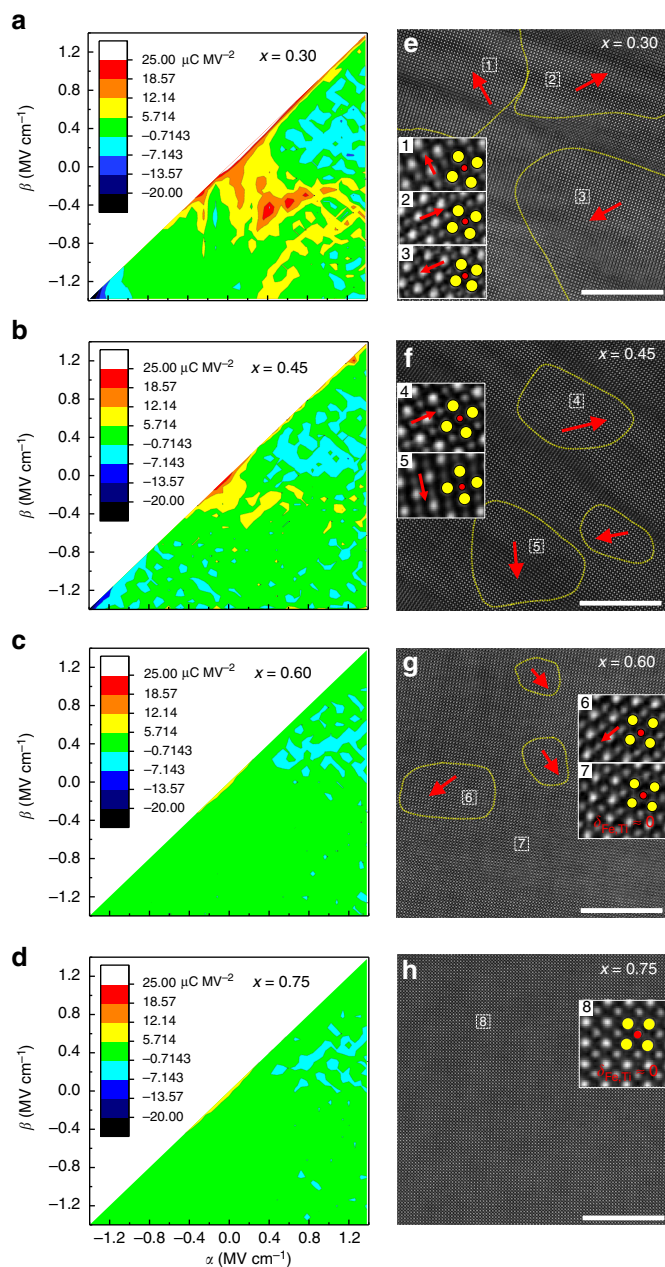 a
x = 0.30
25.00 μC MV⁻²
18.57
12.14
5.714
−0.7143
−7.143
−13.57
−20.00
1.2
0.8
0.4
0.0
−0.4
−0.8
−1.2
β (MV cm⁻¹)
e
x = 0.30
1
2
3
1
2
3
b
x = 0.45
25.00 μC MV⁻²
18.57
12.14
5.714
−0.7143
−7.143
−13.57
−20.00
1.2
0.8
0.4
0.0
−0.4
−0.8
−1.2
β (MV cm⁻¹)
f
x = 0.45
4
5
4
5
c
x = 0.60
25.00 μC MV⁻²
18.57
12.14
5.714
−0.7143
−7.143
−13.57
−20.00
1.2
0.8
0.4
0.0
−0.4
−0.8
−1.2
β (MV cm⁻¹)
g
x = 0.60
6
7
6
7
d
x = 0.75
25.00 μC MV⁻²
18.57
12.14
5.714
−0.7143
−7.143
−13.57
−20.00
1.2
0.8
0.4
0.0
−0.4
−0.8
−1.2
β (MV cm⁻¹)
−1.2 −0.8 −0.4 0.0 0.4 0.8 1.2
α (MV cm⁻¹)
h
x = 0.75
8
8